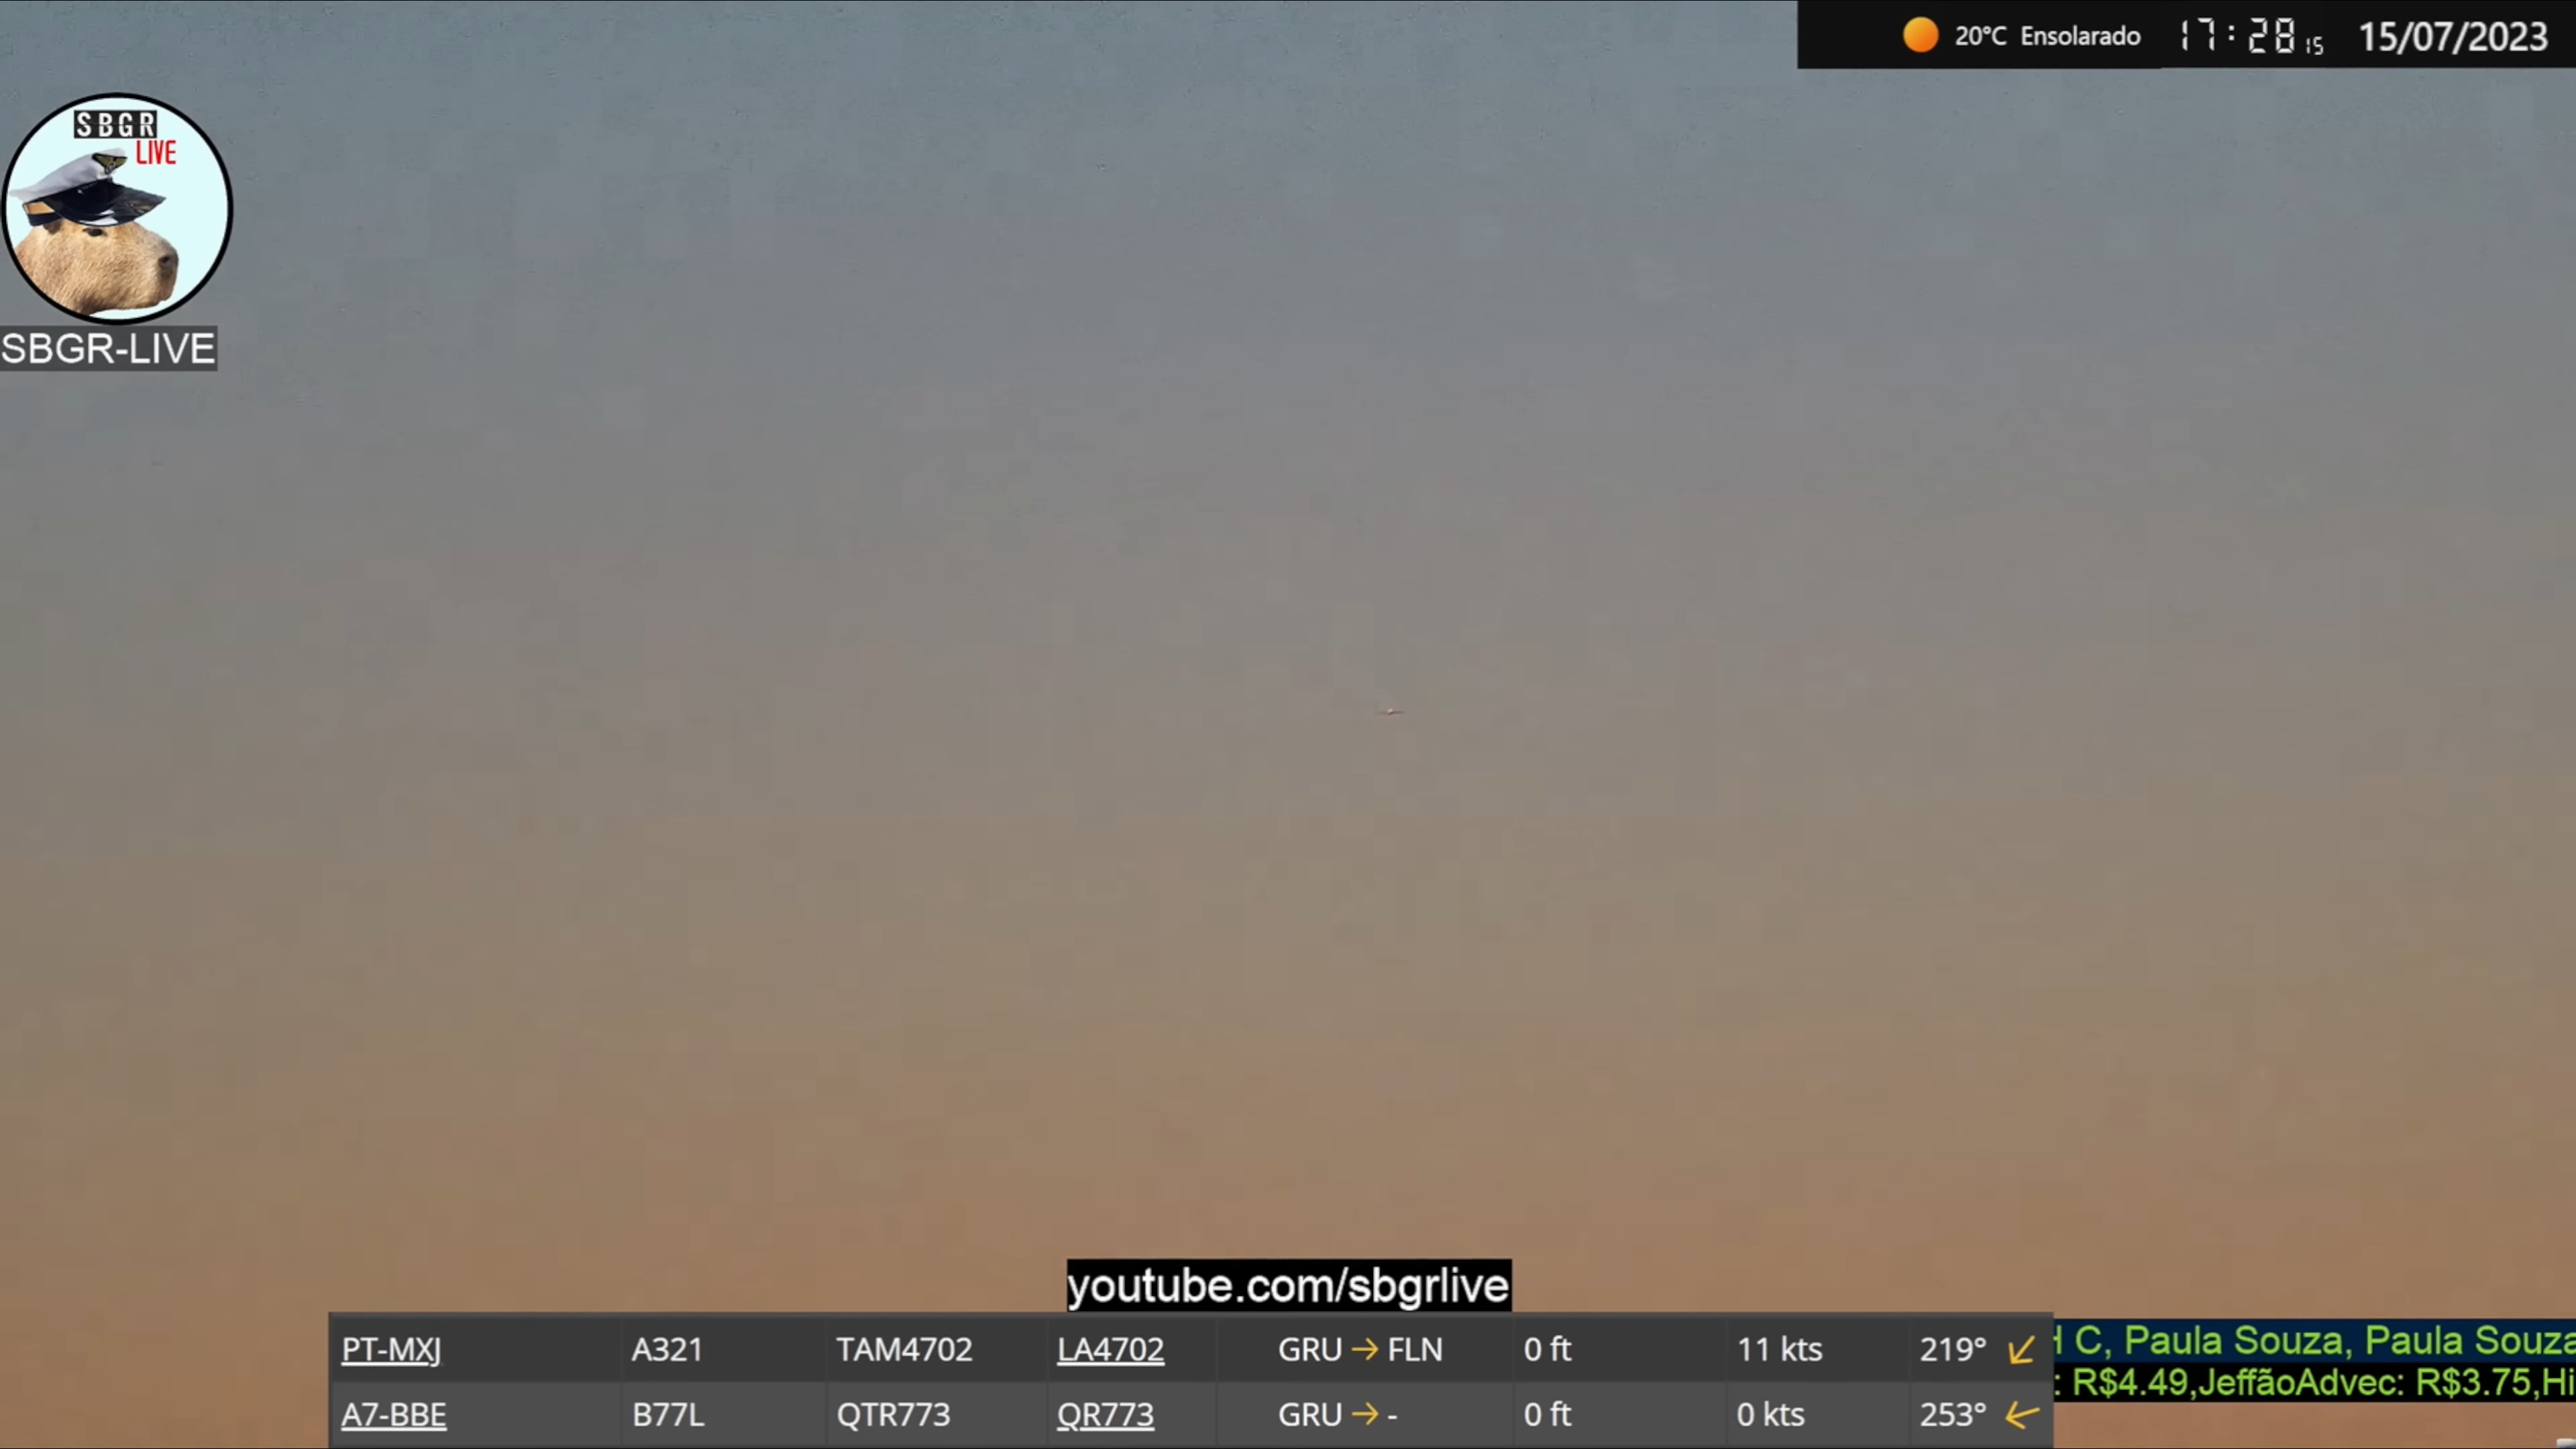 20°C Ensolarado 17:28 15 15/07/2023
SBGR
LIVE
SBGR-LIVE
youtube.com/sbgrlive
PT-MXJ A321 TAM4702 LA4702 GRU → FLN 0 ft 11 kts 219° ↙
A7-BBE B77L QTR773 QR773 GRU → - 0 ft 0 kts 253° ←
C, Paula Souza, Paula Souza
: R$4.49,JeffãoAdvec: R$3.75,Hi